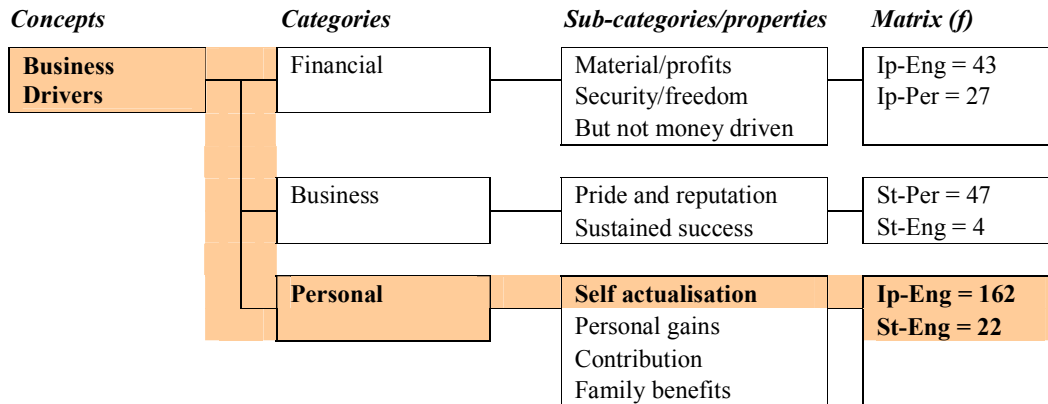 Concepts Categories Sub-categories/properties Matrix (f)
Business Financial Material/profits Ip-Eng = 43
Drivers Security/freedom Ip-Per = 27
But not money driven
Business Pride and reputation St-Per = 47
Sustained success St-Eng = 4
Personal Self actualisation Ip-Eng = 162
Personal gains St-Eng = 22
Contribution
Family benefits